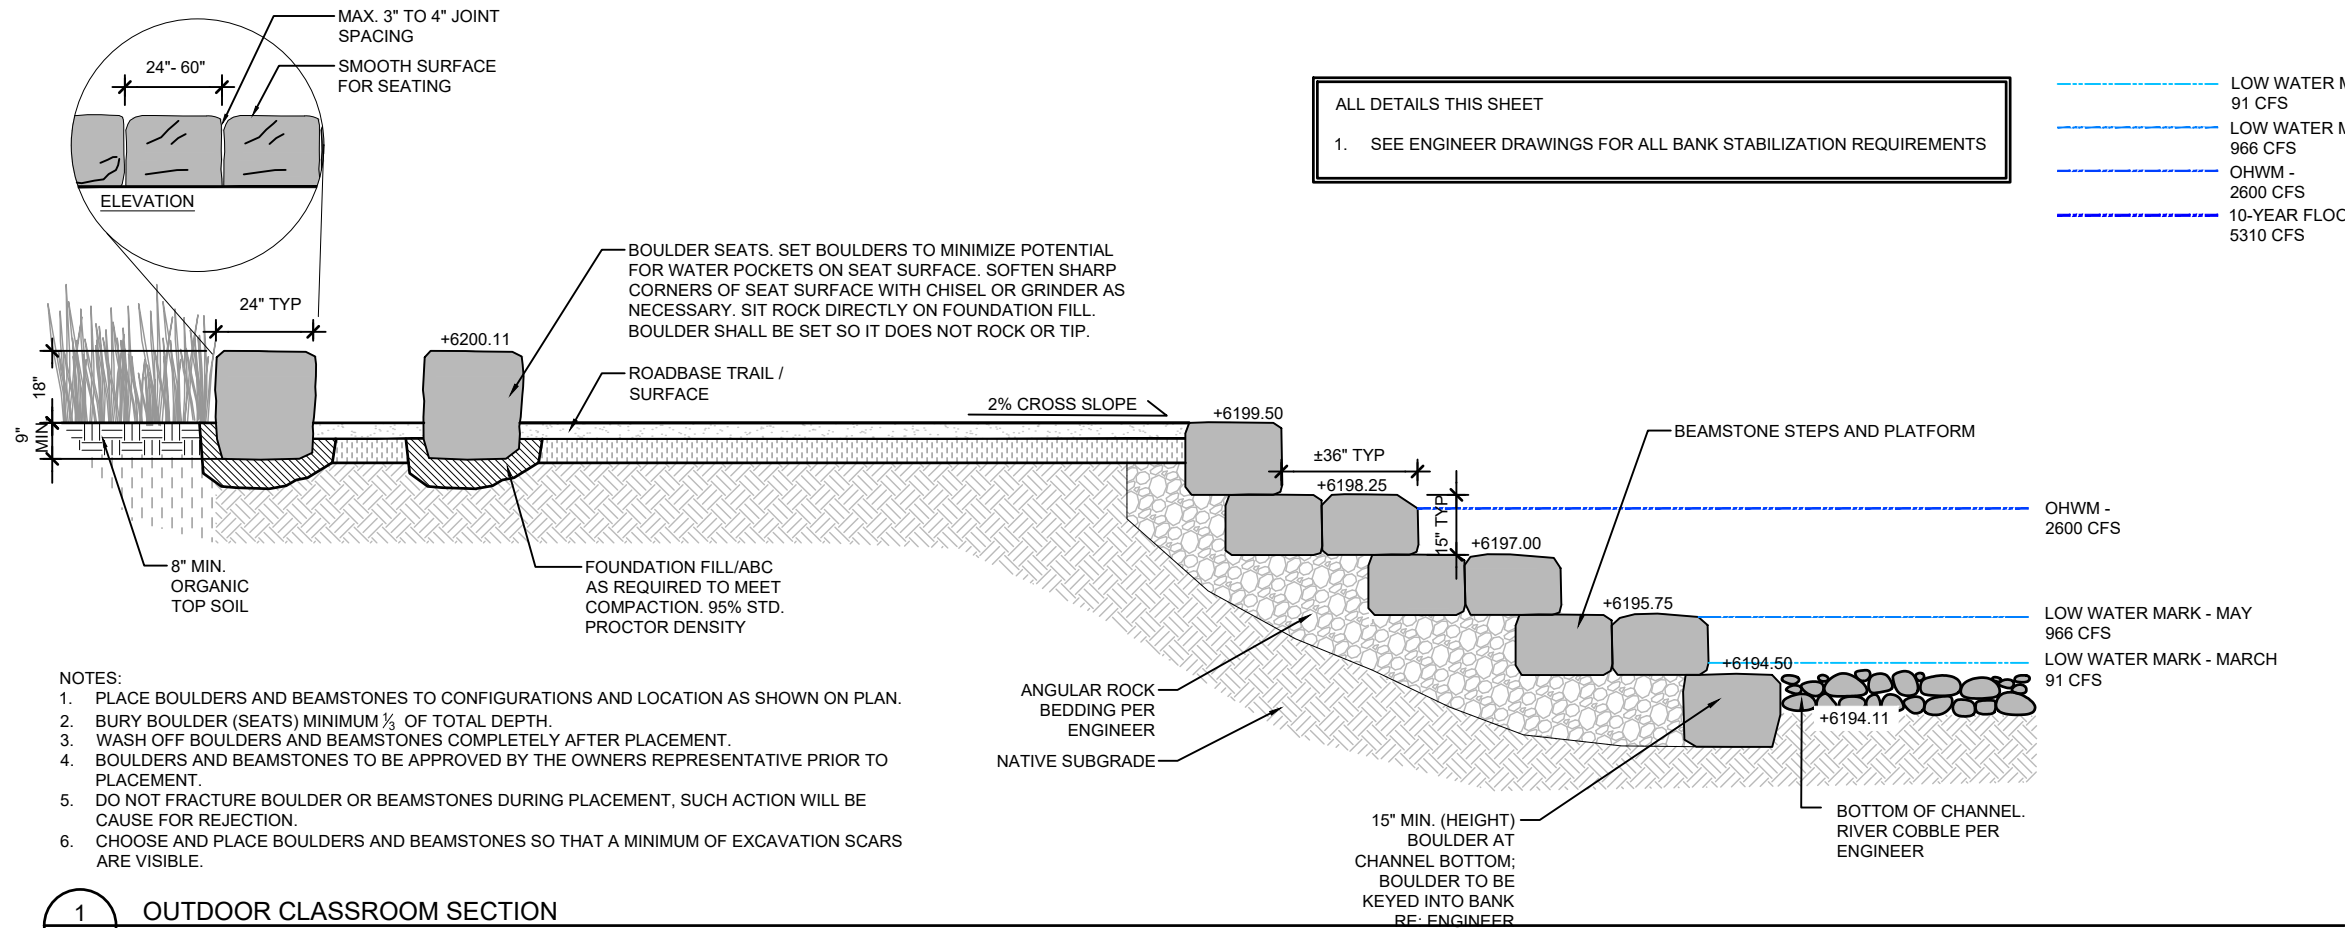 MAX. 3" TO 4" JOINT
SPACING
24"- 60"
SMOOTH SURFACE
FOR SEATING
ELEVATION
ALL DETAILS THIS SHEET
1. SEE ENGINEER DRAWINGS FOR ALL BANK STABILIZATION REQUIREMENTS
LOW WATER M
91 CFS
LOW WATER M
966 CFS
OHWM -
2600 CFS
10-YEAR FLOO
5310 CFS
BOULDER SEATS. SET BOULDERS TO MINIMIZE POTENTIAL
FOR WATER POCKETS ON SEAT SURFACE. SOFTEN SHARP
CORNERS OF SEAT SURFACE WITH CHISEL OR GRINDER AS
NECESSARY. SIT ROCK DIRECTLY ON FOUNDATION FILL.
BOULDER SHALL BE SET SO IT DOES NOT ROCK OR TIP.
24" TYP
+6200.11
18"
9"
MIN
ROADBASE TRAIL /
SURFACE
2% CROSS SLOPE
+6199.50
BEAMSTONE STEPS AND PLATFORM
±36" TYP
+6198.25
15" TYP
OHWM -
2600 CFS
+6197.00
8" MIN.
ORGANIC
TOP SOIL
FOUNDATION FILL/ABC
AS REQUIRED TO MEET
COMPACTION. 95% STD.
PROCTOR DENSITY
+6195.75
LOW WATER MARK - MAY
966 CFS
+6194.50
LOW WATER MARK - MARCH
91 CFS
+6194.11
ANGULAR ROCK
BEDDING PER
ENGINEER
NATIVE SUBGRADE
15" MIN. (HEIGHT)
BOULDER AT
CHANNEL BOTTOM;
BOULDER TO BE
KEYED INTO BANK
RE: ENGINEER
BOTTOM OF CHANNEL.
RIVER COBBLE PER
ENGINEER
NOTES:
1. PLACE BOULDERS AND BEAMSTONES TO CONFIGURATIONS AND LOCATION AS SHOWN ON PLAN.
2. BURY BOULDER (SEATS) MINIMUM ⅓ OF TOTAL DEPTH.
3. WASH OFF BOULDERS AND BEAMSTONES COMPLETELY AFTER PLACEMENT.
4. BOULDERS AND BEAMSTONES TO BE APPROVED BY THE OWNERS REPRESENTATIVE PRIOR TO
PLACEMENT.
5. DO NOT FRACTURE BOULDER OR BEAMSTONES DURING PLACEMENT, SUCH ACTION WILL BE
CAUSE FOR REJECTION.
6. CHOOSE AND PLACE BOULDERS AND BEAMSTONES SO THAT A MINIMUM OF EXCAVATION SCARS
ARE VISIBLE.
1 OUTDOOR CLASSROOM SECTION